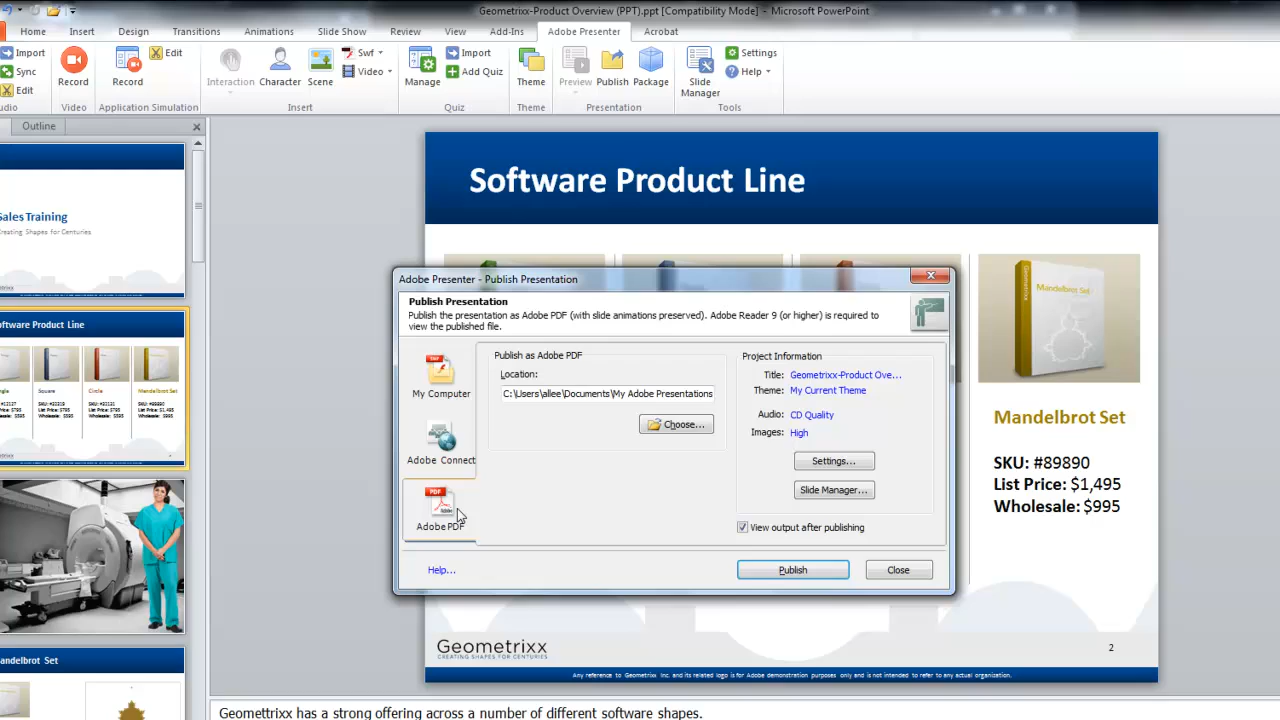 Geometrixx-Product Overview (PPT).ppt [Compatibility Mode] – Microsoft PowerPoint
Home Insert Design Transitions Animations Slide Show Review View Add-Ins Adobe Presenter Acrobat
Import
Sync
Edit
Record
Video
Record
Edit
Application Simulation
Interaction
Character
Scene
Swf
Video
Insert
Manage
Import
Add Quiz
Quiz
Theme
Theme
Preview
Publish
Package
Presentation
Slide
Manager
Settings
Help
Tools
Outline
Sales Training
Creating Shapes for Centuries
Software Product Line
Square
Circle
Mandelbrot Set
Mandelbrot Set
Software Product Line
Mandelbrot Set
Mandelbrot Set
SKU: #89890
List Price: $1,495
Wholesale: $995
Geometrixx
CREATING SHAPES FOR CENTURIES
2
Any reference to Geometrixx Inc. and its related logo is for Adobe demonstration purposes only and is not intended to refer to any actual organization.
Geomettrixx has a strong offering across a number of different software shapes.
Adobe Presenter - Publish Presentation
Publish Presentation
Publish the presentation as Adobe PDF (with slide animations preserved). Adobe Reader 9 (or higher) is required to
view the published file.
My Computer
Adobe Connect
PDF
Adobe PDF
Publish as Adobe PDF
Location:
C:\Users\allee\Documents\My Adobe Presentations
Choose...
Project Information
Title: Geometrixx-Product Ove...
Theme: My Current Theme
Audio: CD Quality
Images: High
Settings...
Slide Manager...
View output after publishing
Help...
Publish
Close